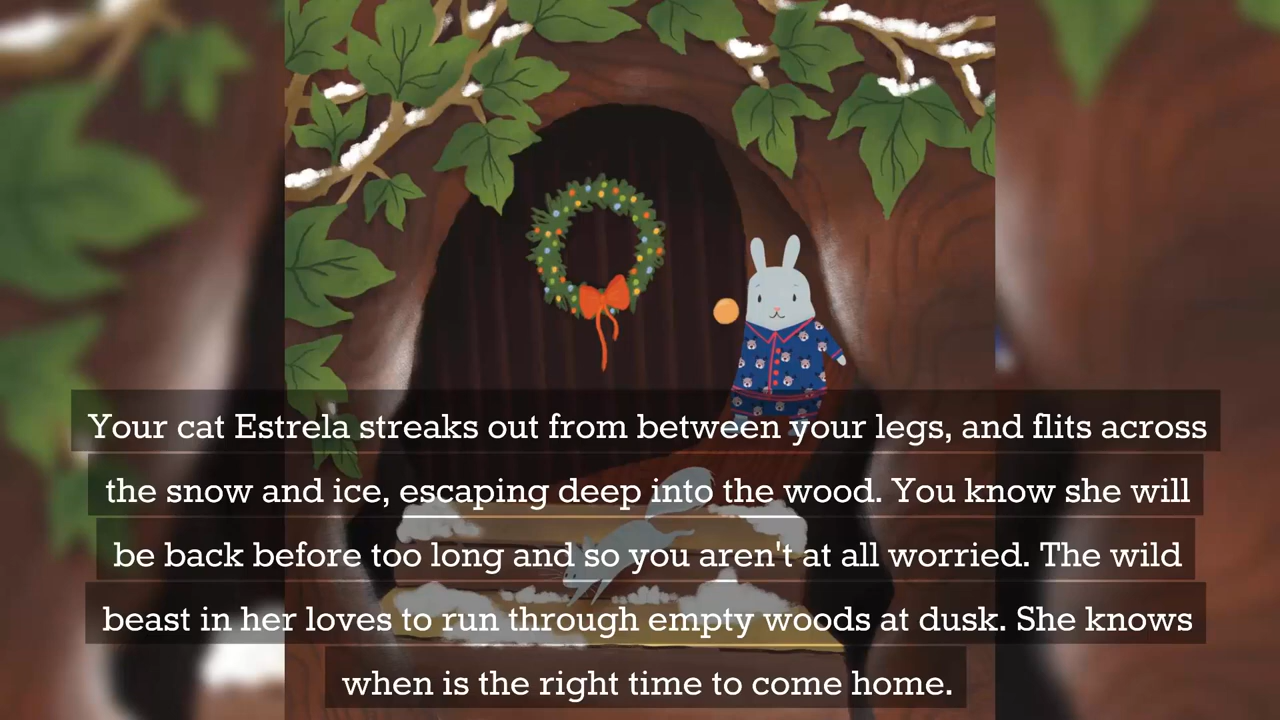 Your cat Estrela streaks out from between your legs, and flits across
the snow and ice, escaping deep into the wood. You know she will
be back before too long and so you aren't at all worried. The wild
beast in her loves to run through empty woods at dusk. She knows
when is the right time to come home.